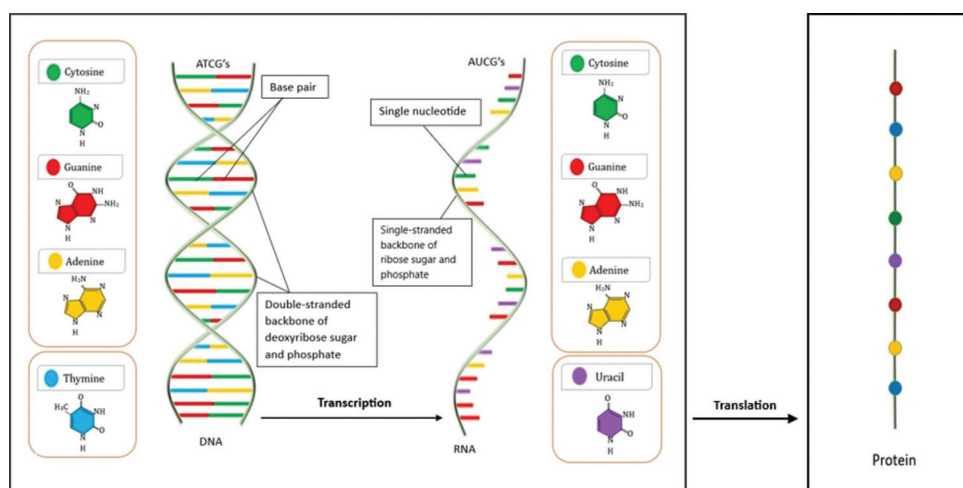 Cytosine
NH₂
N
O
N
H
Guanine
O
NH
N
NH₂
N
N
H
Adenine
H₂N
N
N
N
N
H
Thymine
O
H₃C
NH
N
O
H
ATCG's
Base pair
Double-stranded
backbone of
deoxyribose sugar
and phosphate
DNA
Transcription
AUCG's
Single nucleotide
Single-stranded
backbone of
ribose sugar
and phosphate
RNA
Cytosine
NH₂
N
O
N
H
Guanine
O
NH
N
NH₂
N
N
H
Adenine
H₂N
N
N
N
N
H
Uracil
O
NH
N
O
H
Translation
Protein